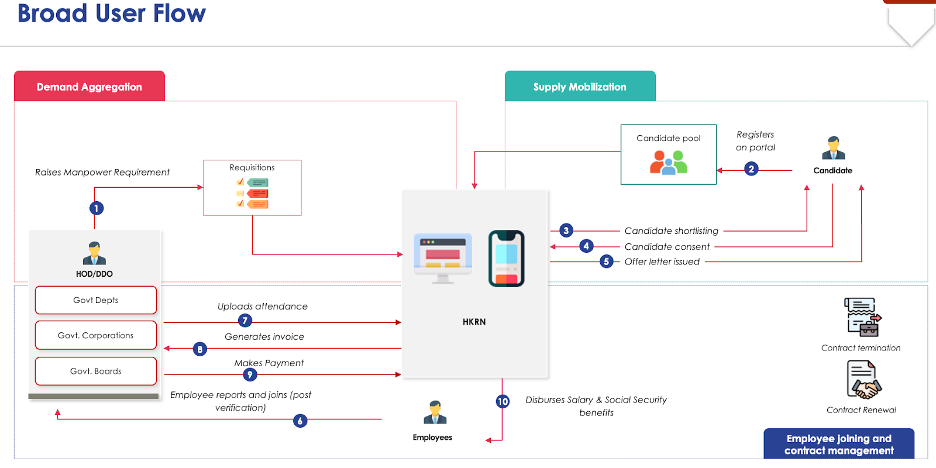 Broad User Flow
Demand Aggregation
Supply Mobilization
Candidate pool
Registers
on portal
2
Candidate
Raises Manpower Requirement
Requisitions
1
HOD/DDO
Govt Depts
Govt. Corporations
Govt. Boards
3
Candidate shortlisting
4
Candidate consent
5
Offer letter issued
HKRN
Uploads attendance
7
Generates invoice
8
Makes Payment
9
Employee reports and joins (post
verification)
6
Employees
10
Disburses Salary & Social Security
benefits
Contract termination
Contract Renewal
Employee joining and
contract management